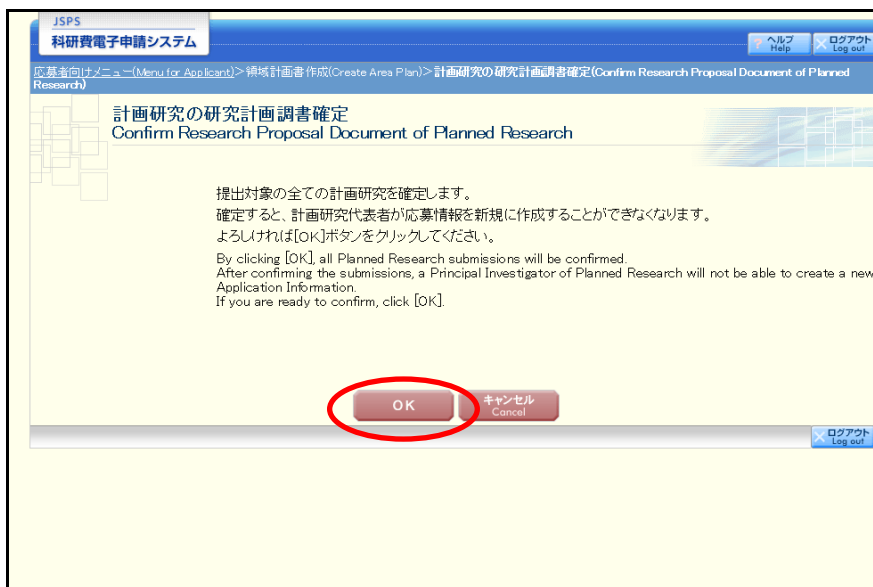 JSPS
科研費電子申請システム
? ヘルプ
Help
ログアウト
Log out
応募者向けメニュー(Menu for Applicant)>領域計画書作成(Create Area Plan)>計画研究の研究計画調書確定(Confirm Research Proposal Document of Planned
Research)
計画研究の研究計画調書確定
Confirm Research Proposal Document of Planned Research
提出対象の全ての計画研究を確定します。
確定すると、計画研究代表者が応募情報を新規に作成することができなくなります。
よろしければ[OK]ボタンをクリックしてください。
By clicking [OK], all Planned Research submissions will be confirmed.
After confirming the submissions, a Principal Investigator of Planned Research will not be able to create a new
Application Information.
If you are ready to confirm, click [OK].
OK
キャンセル
Cancel
ログアウト
Log out